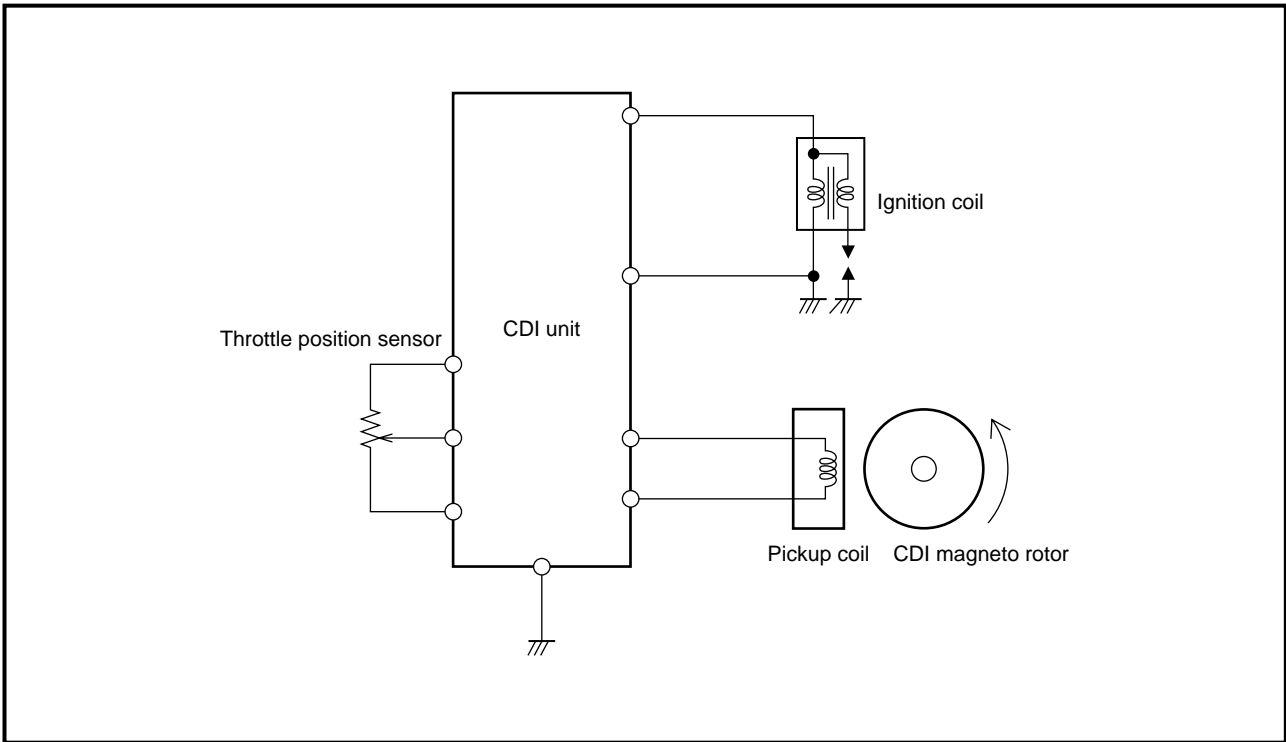 Ignition coil
CDI unit
Throttle position sensor
Pickup coil
CDI magneto rotor